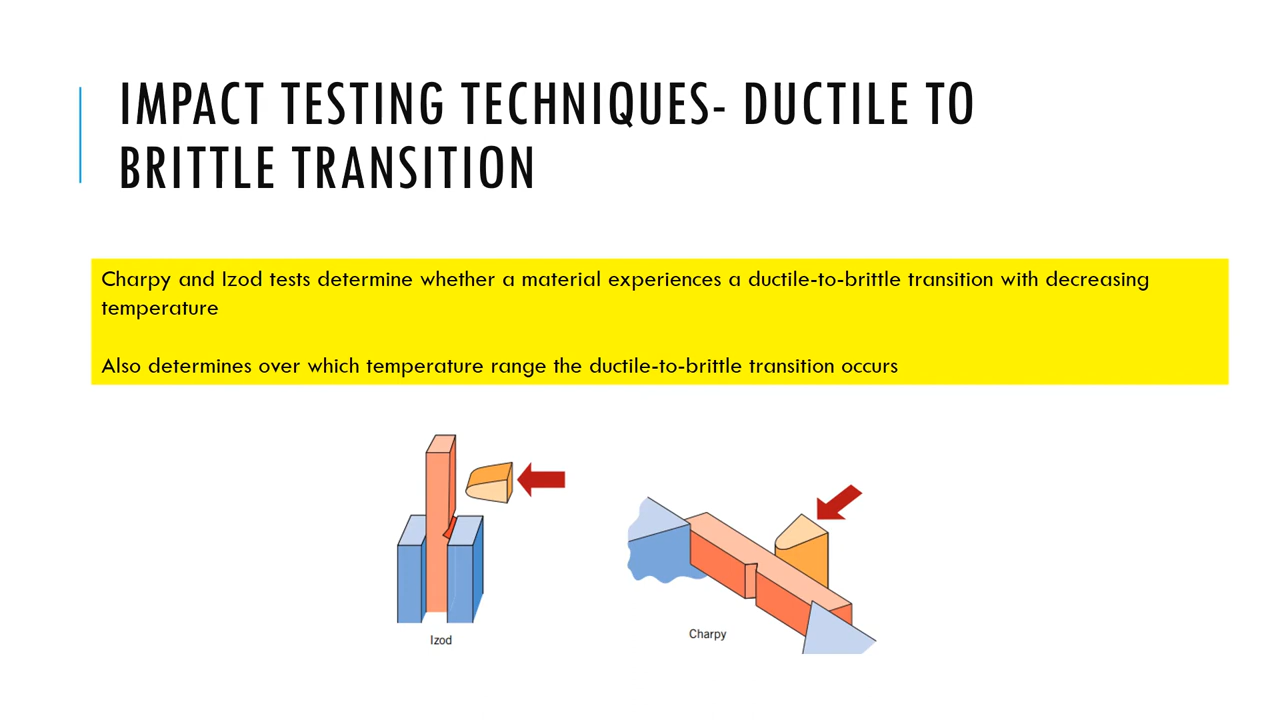 IMPACT TESTING TECHNIQUES- DUCTILE TO
BRITTLE TRANSITION
Charpy and Izod tests determine whether a material experiences a ductile-to-brittle transition with decreasing
temperature
Also determines over which temperature range the ductile-to-brittle transition occurs
Izod
Charpy